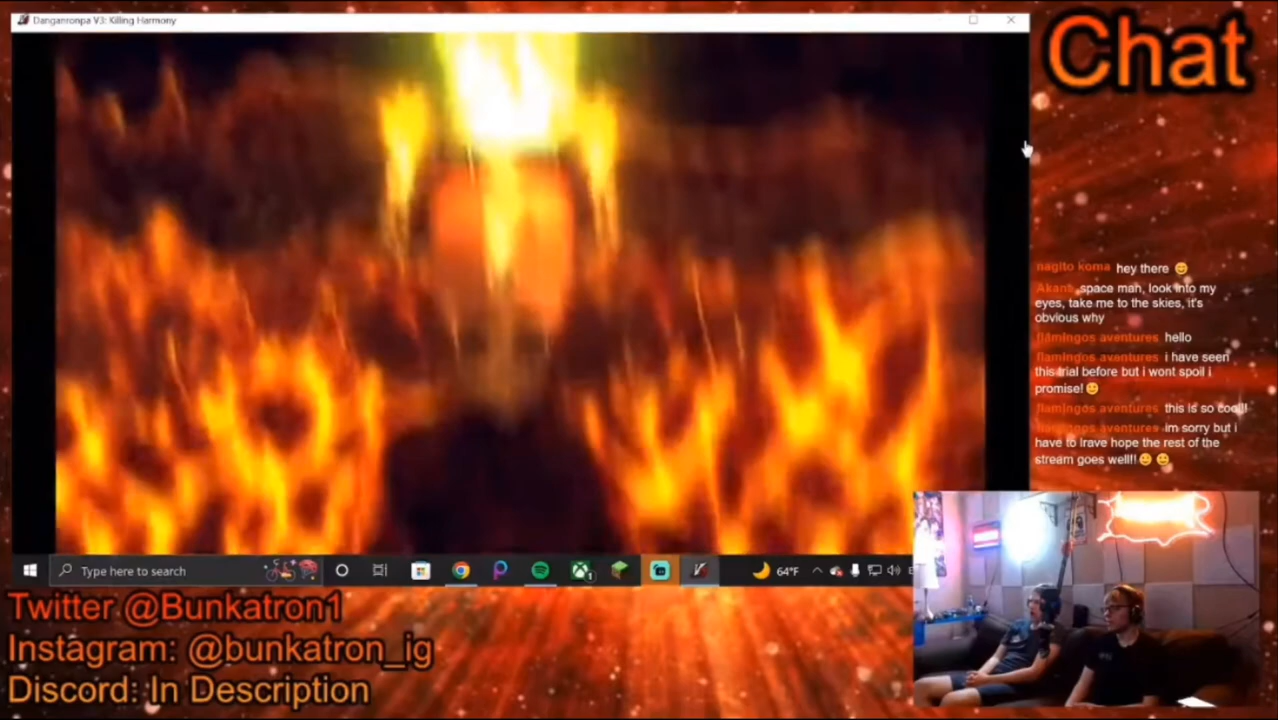 Danganronpa V3: Killing Harmony
Chat
nagito koma hey there
Akanti space man, look into my
eyes, take me to the skies, it's
obvious why
flamingos aventures hello
flamingos aventures i have seen
this trial before but i wont spoil i
promise!
flamingos aventures this is so cool!
flamingos aventures im sorry but i
have to lrave hope the rest of the
stream goes well!!
Type here to search
1
64°F
Twitter @Bunkatron1
Instagram: @bunkatron_ig
Discord: In Description